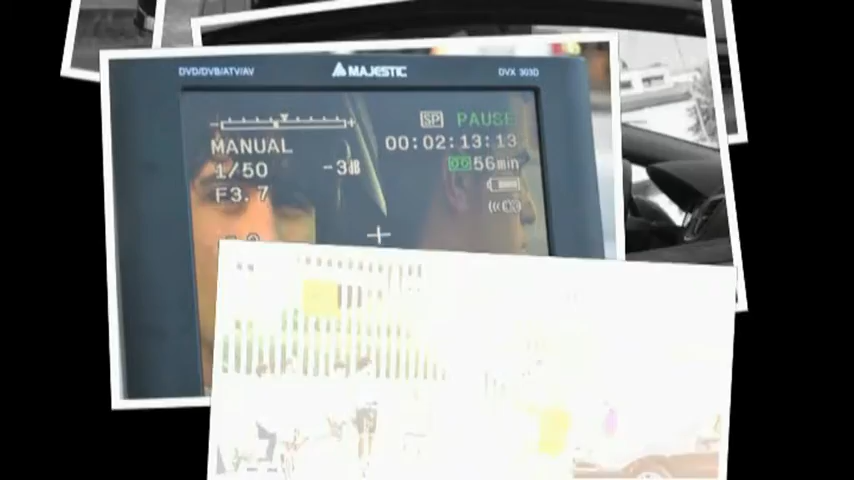 DVD/DVB/ATV/AV MAJESTIC DVX 303D
SP PAUSE
MANUAL 00:02:13:13
1/50 -3dB 56min
F3.7